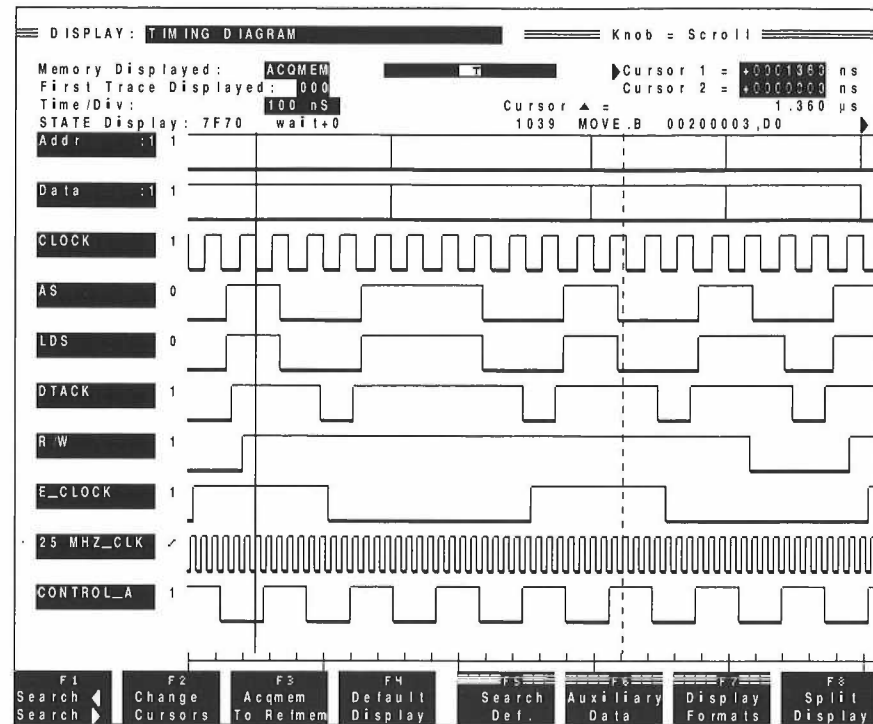 DISPLAY: TIMING DIAGRAM Knob = Scroll
Memory Displayed: ACQMEM T Cursor 1 = +0001360 ns
First Trace Displayed: 000 Cursor 2 = +0000000 ns
Time/Div: 100 nS Cursor ▲ = 1.360 µs
STATE Display: 7F70 wait+0 1039 MOVE.B 00200003,D0
Addr :1 1
Data :1 1
CLOCK 1
AS 0
LDS 0
DTACK 1
R/W 1
E_CLOCK 1
25 MHZ_CLK
CONTROL_A 1
F1 F2 F3 F4 F5 F6 F7 F8
Search Change Acqmem Default Search Auxiliary Display Split
Search Cursors To Refmem Display Def. Data Formats Display